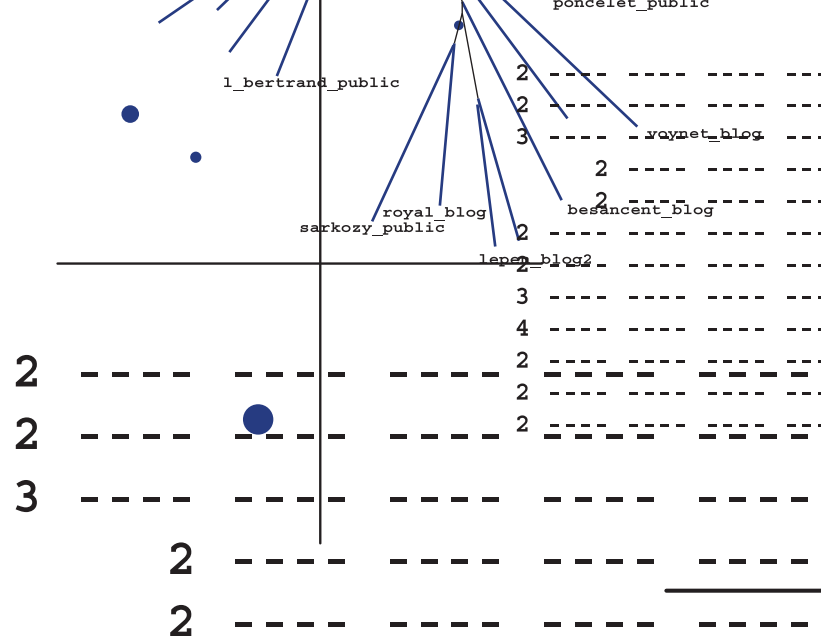 poncelet_public
2 ---- ---- ---- --
l_bertrand_public
2 ---- ---- ---- --
voynet_blog
3 ---- ---- ---- --
2 ---- ---- --
2 ---- ---- --
royal_blog
besancent_blog
sarkozy_public
2 ---- ---- ---- --
lepen_blog2
2 ---- ---- ---- --
3 ---- ---- ---- --
4 ---- ---- ---- --
2 ---- ---- ---- --
2 ---- ---- ---- ---- ----
2 ---- ---- ---- --
2 ---- ---- ---- --
2 ---- ---- ---- ---- ----
3 ---- ---- ---- ---- ----
2 ---- ---- ---- ----
2 ---- ---- ---- ----